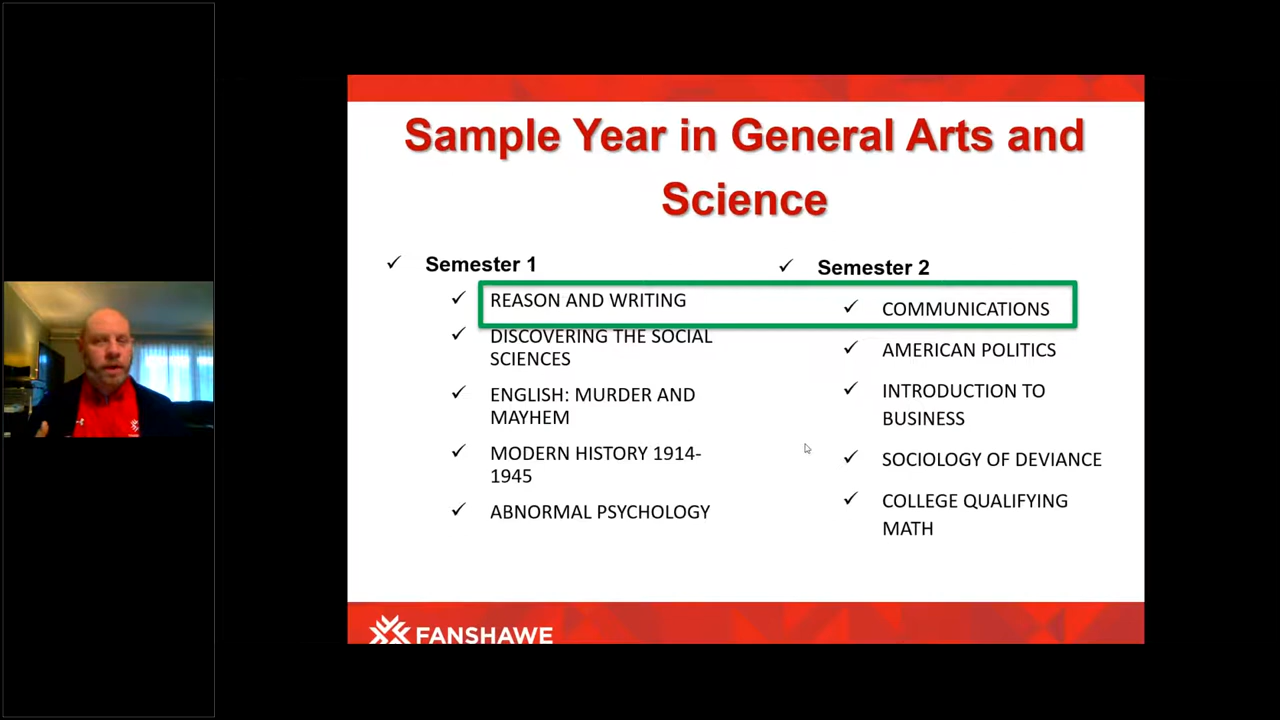 Sample Year in General Arts and
Science
Semester 1
REASON AND WRITING
DISCOVERING THE SOCIAL
SCIENCES
ENGLISH: MURDER AND
MAYHEM
MODERN HISTORY 1914-
1945
ABNORMAL PSYCHOLOGY
Semester 2
COMMUNICATIONS
AMERICAN POLITICS
INTRODUCTION TO
BUSINESS
SOCIOLOGY OF DEVIANCE
COLLEGE QUALIFYING
MATH
FANSHAWE